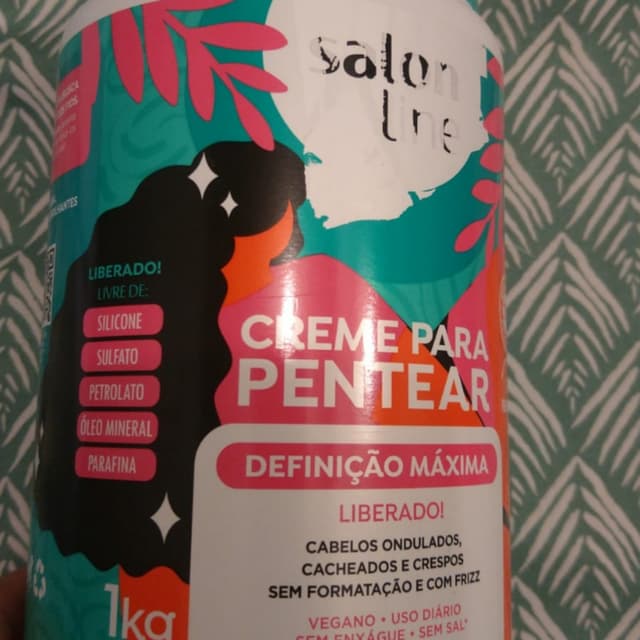 salon
line
HANTES
LIBERADO!
LIVRE DE:
SILICONE
SULFATO
PETROLATO
ÓLEO MINERAL
PARAFINA
CREME PARA
PENTEAR
DEFINIÇÃO MÁXIMA
LIBERADO!
CABELOS ONDULADOS,
CACHEADOS E CRESPOS
SEM FORMATAÇÃO E COM FRIZZ
VEGANO • USO DIÁRIO
SEM ENXÁGUE • SEM SAL*
1kg